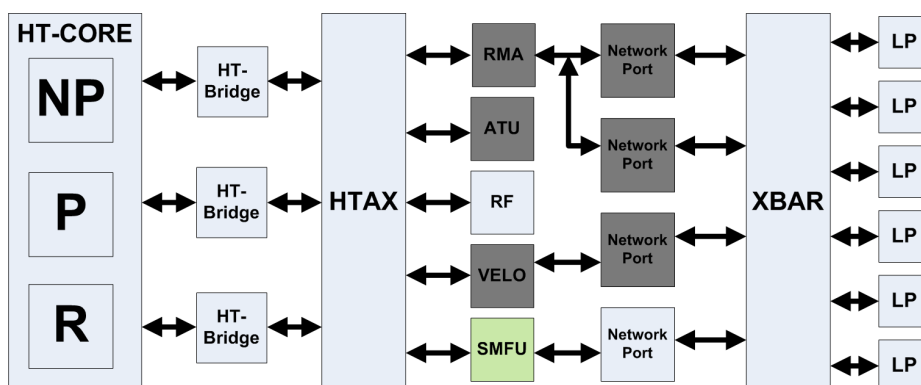 HT-CORE
NP
P
R
HT-
Bridge
HT-
Bridge
HT-
Bridge
HTAX
RMA
ATU
RF
VELO
SMFU
Network
Port
Network
Port
Network
Port
Network
Port
XBAR
LP
LP
LP
LP
LP
LP